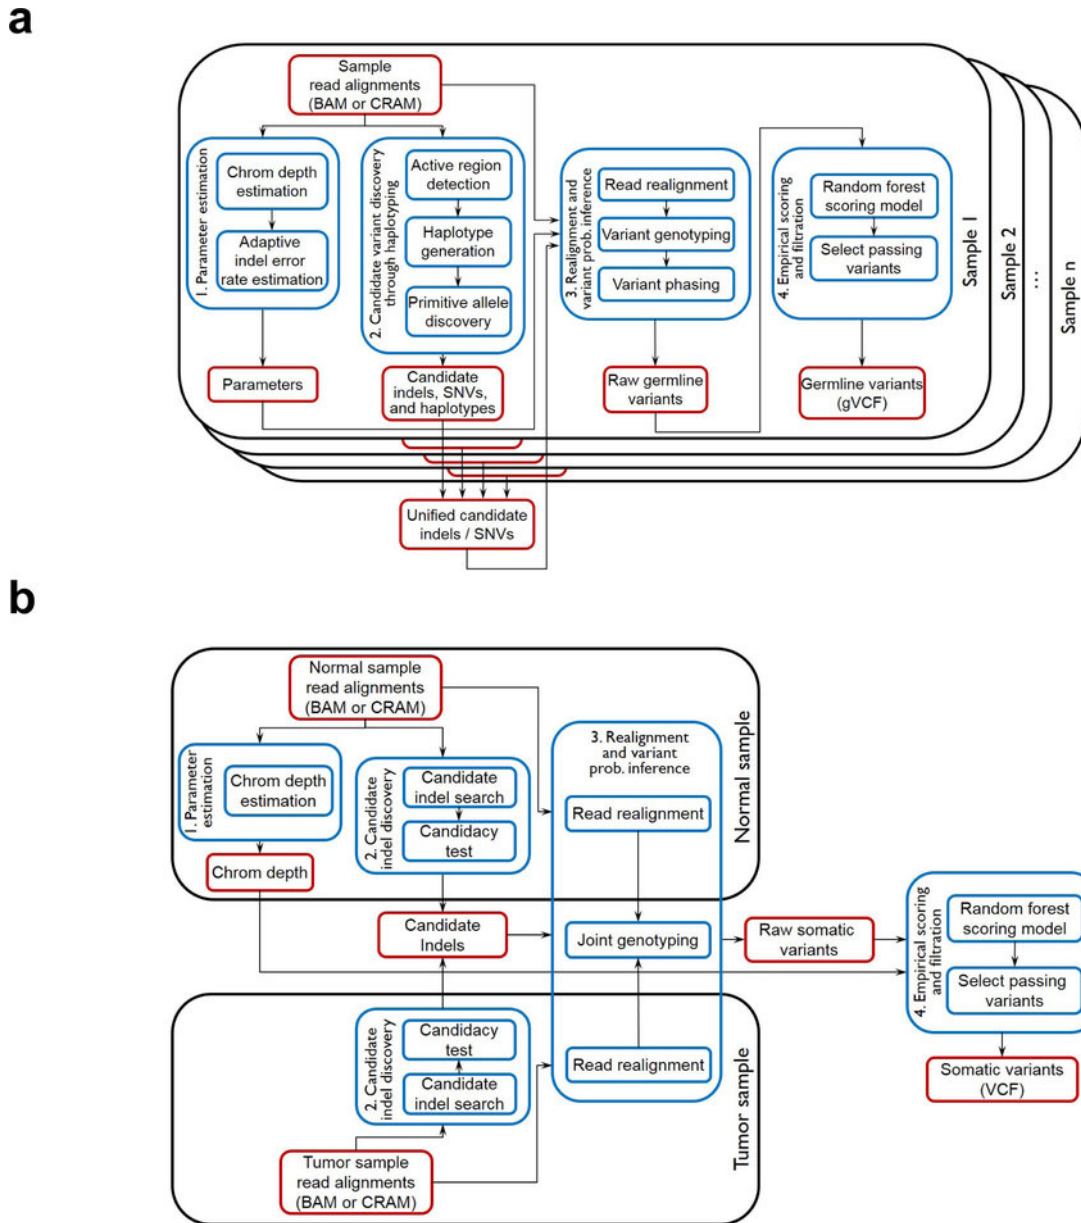 a
Sample
read alignments
(BAM or CRAM)
1. Parameter estimation
Chrom depth
estimation
Adaptive
indel error
rate estimation
2. Candidate variant discovery
through haplotyping
Active region
detection
Haplotype
generation
Primitive allele
discovery
3. Realignment and
variant prob. inference
Read realignment
Variant genotyping
Variant phasing
4. Empirical scoring
and filtration
Random forest
scoring model
Select passing
variants
Sample 1
Sample 2
...
Sample n
Parameters
Candidate
indels, SNVs,
and haplotypes
Raw germline
variants
Germline variants
(gVCF)
Unified candidate
indels / SNVs
b
Normal sample
read alignments
(BAM or CRAM)
1. Parameter
estimation
Chrom depth
estimation
2. Candidate
indel discovery
Candidate
indel search
Candidacy
test
3. Realignment
and variant
prob. inference
Read realignment
Normal sample
Chrom depth
Candidate
Indels
Joint genotyping
Raw somatic
variants
4. Empirical scoring
and filtration
Random forest
scoring model
Select passing
variants
2. Candidate
indel discovery
Candidacy
test
Candidate
indel search
Read realignment
Tumor sample
Somatic variants
(VCF)
Tumor sample
read alignments
(BAM or CRAM)